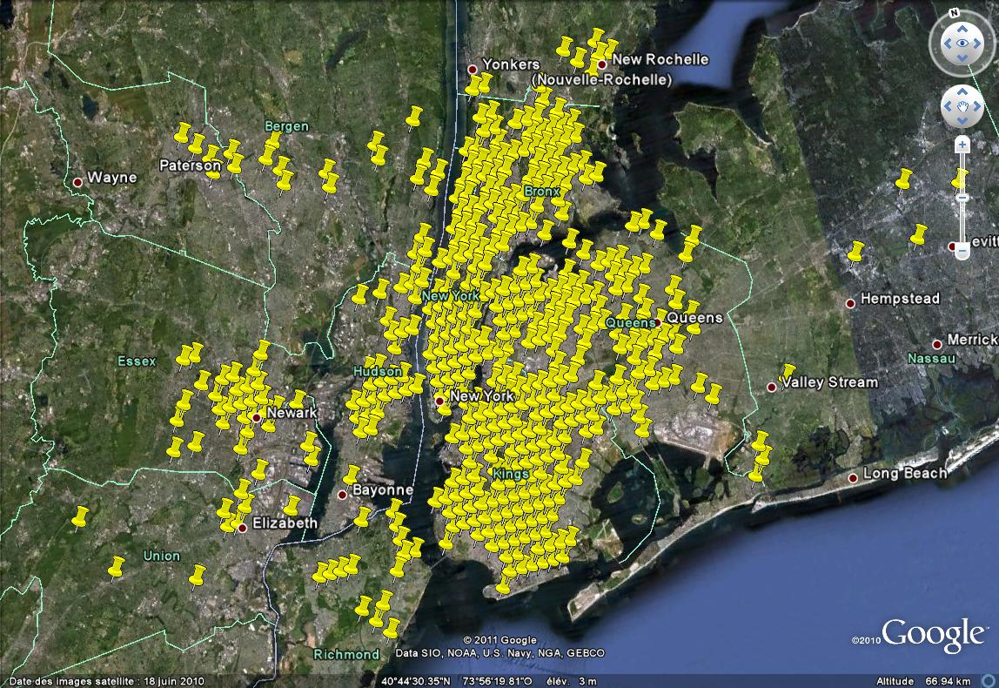 N
Yonkers
New Rochelle
(Nouvelle-Rochelle)
Bergen
Paterson
Wayne
Bronx
Hempstead
New York
Queens
Queens
Merrick
Nassau
Essex
Hudson
Valley Stream
New York
Newark
Kings
Long Beach
Bayonne
Elizabeth
Union
Richmond
© 2011 Google
Data SIO, NOAA, U.S. Navy, NGA, GEBCO
©2010 Google
Date des images satellite : 18 juin 2010 40°44'30.35"N 73°56'19.81"O élév. 3 m Altitude 66.94 km